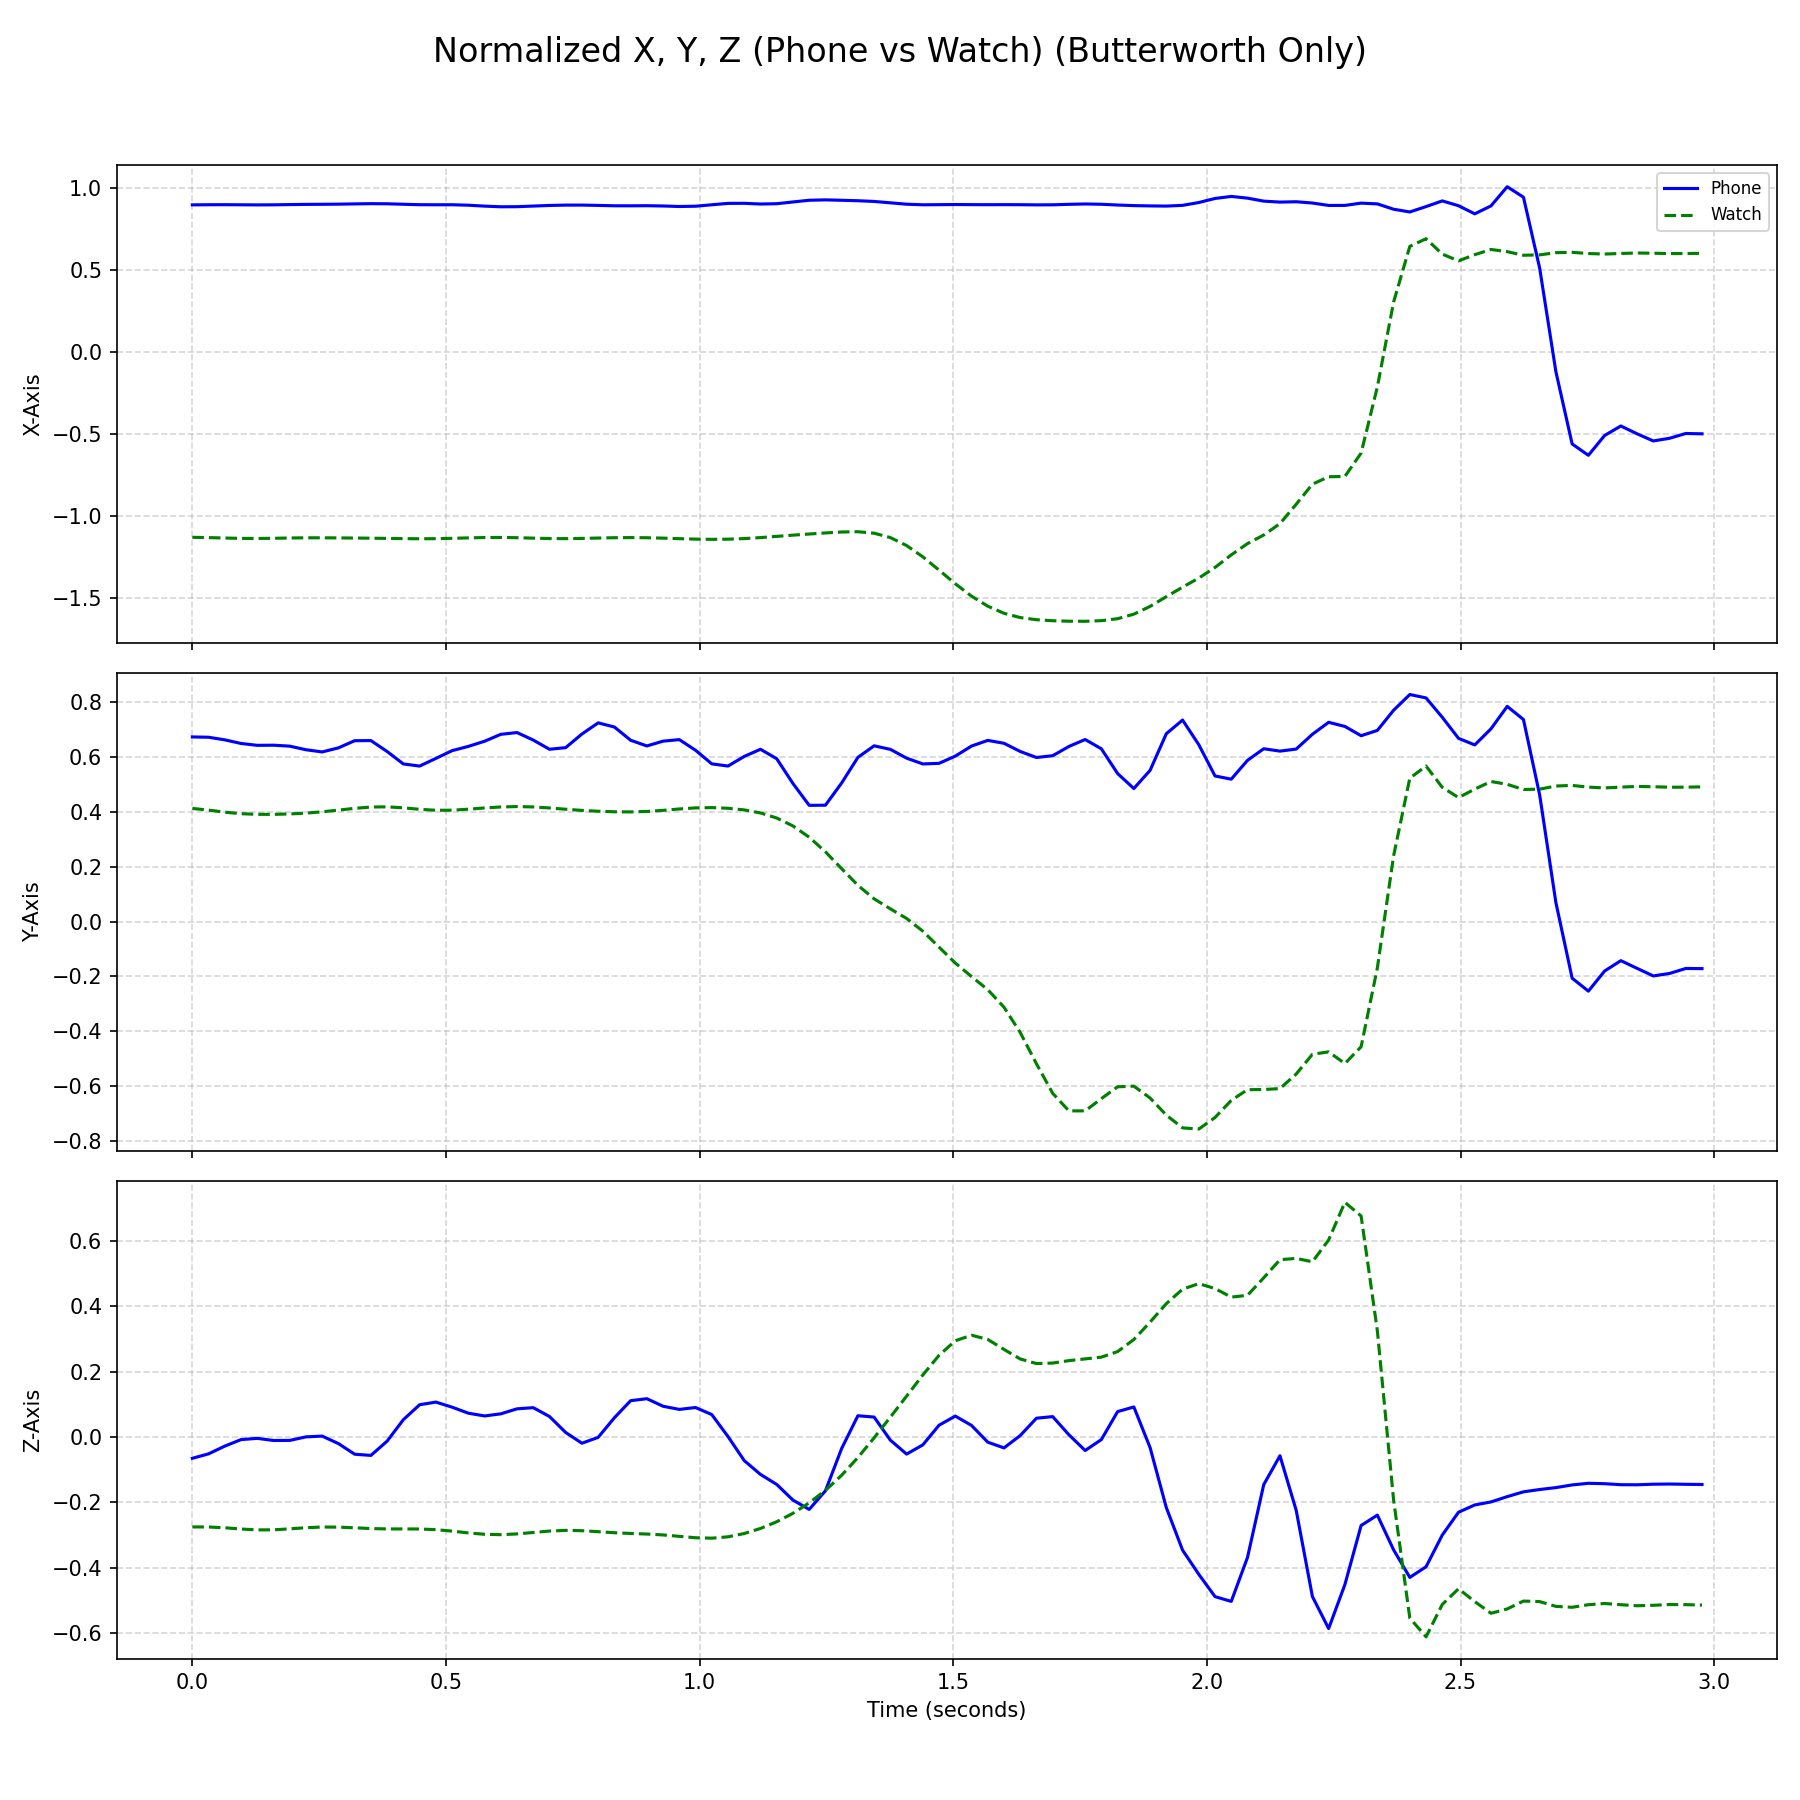 Normalized X, Y, Z (Phone vs Watch) (Butterworth Only)
Phone
Watch
1.0
0.5
0.0
−0.5
−1.0
−1.5
X-Axis
0.8
0.6
0.4
0.2
0.0
−0.2
−0.4
−0.6
−0.8
Y-Axis
0.6
0.4
0.2
0.0
−0.2
−0.4
−0.6
Z-Axis
0.0 0.5 1.0 1.5 2.0 2.5 3.0
Time (seconds)